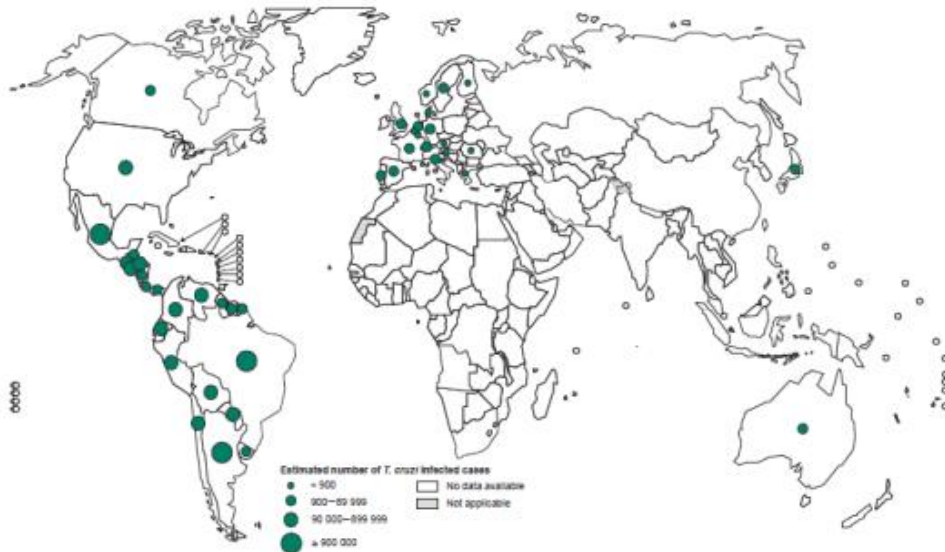 Estimated number of T. cruzi infected cases
< 900
900–89 999
90 000–899 999
≥ 900 000
No data available
Not applicable